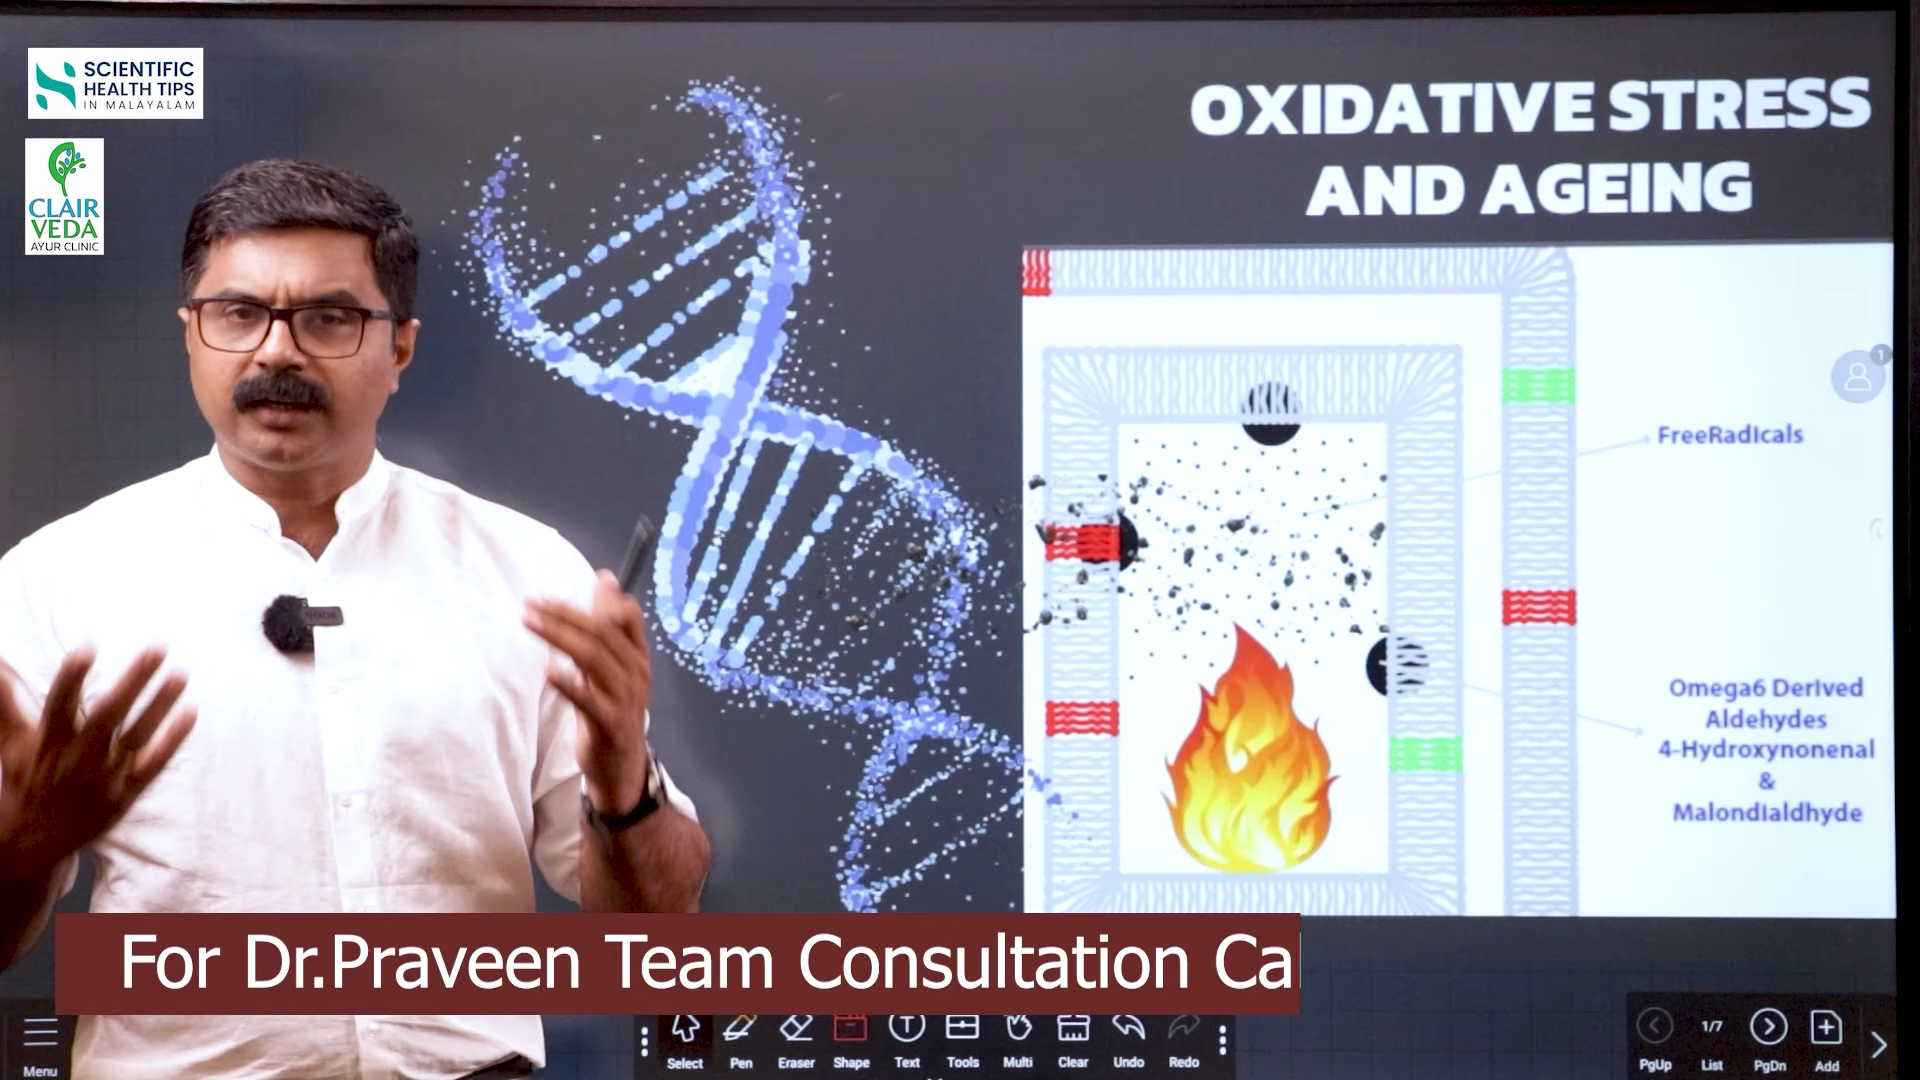 SCIENTIFIC
HEALTH TIPS
IN MALAYALAM
CLAIR
VEDA
AYUR CLINIC
OXIDATIVE STRESS
AND AGEING
1
FreeRadIcals
Omega6 DerIved
Aldehydes
4-Hydroxynonenal
&
MalondIaldhyde
RODE
For Dr.Praveen Team Consultation Ca
Menu
Select
Pen
Eraser
Shape
Text
Tools
Multi
Clear
Undo
Redo
PgUp
1/7
List
PgDn
Add